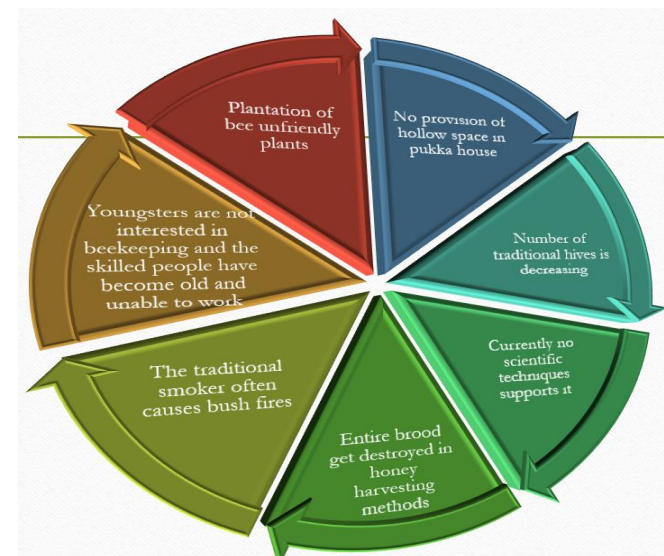 Plantation of
bee unfriendly
plants
No provision of
hollow space in
pukka house
Number of
traditional hives is
decreasing
Currently no
scientific
techniques
supports it
Entire brood
get destroyed in
honey
harvesting
methods
The traditional
smoker often
causes bush fires
Youngsters are not
interested in
beekeeping and the
skilled people have
become old and
unable to work